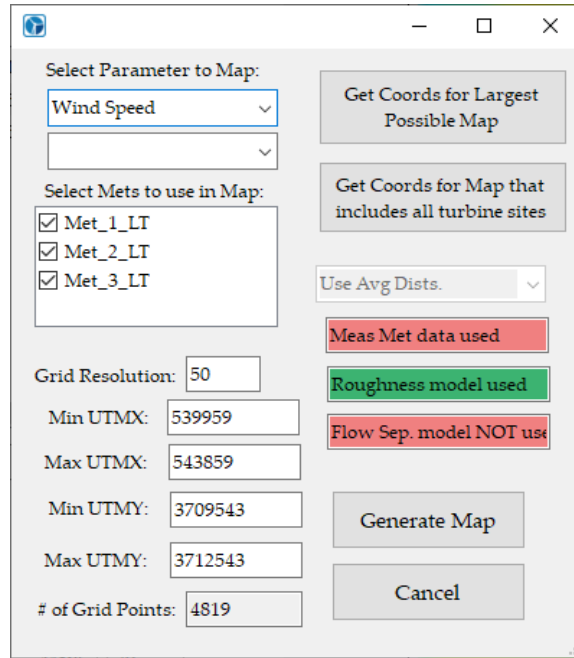 Select Parameter to Map:
Wind Speed
Select Mets to use in Map:
Met_1_LT
Met_2_LT
Met_3_LT
Grid Resolution: 50
Min UTMX: 539959
Max UTMX: 543859
Min UTMY: 3709543
Max UTMY: 3712543
# of Grid Points: 4819
Get Coords for Largest
Possible Map
Get Coords for Map that
includes all turbine sites
Use Avg Dists.
Meas Met data used
Roughness model used
Flow Sep. model NOT use
Generate Map
Cancel